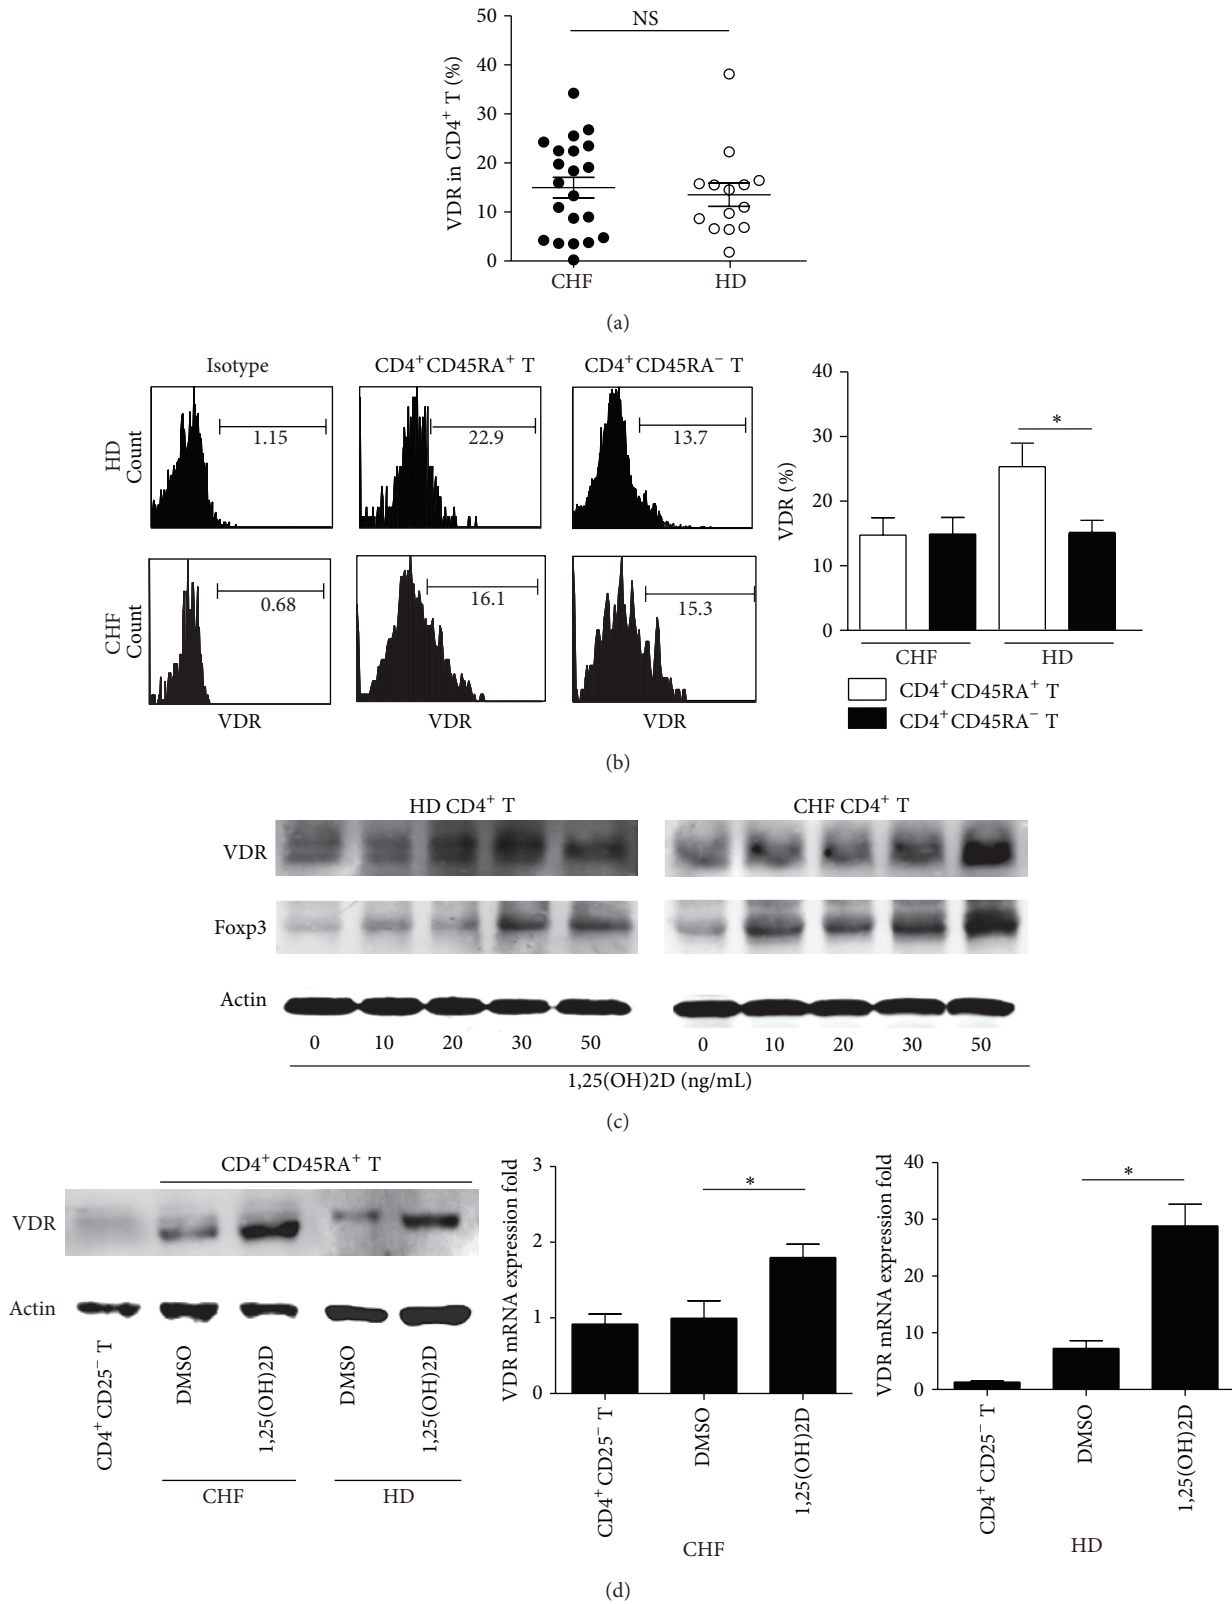 50
40
30
20
10
0
VDR in CD4⁺ T (%)
NS
CHF HD
(a)
Isotype CD4⁺CD45RA⁺ T CD4⁺CD45RA⁻ T
HD
Count
1.15 22.9 13.7
CHF
Count
0.68 16.1 15.3
VDR VDR VDR
40
30
20
10
0
VDR (%)
*
CHF HD
CD4⁺CD45RA⁺ T
CD4⁺CD45RA⁻ T
(b)
HD CD4⁺ T CHF CD4⁺ T
VDR
Foxp3
Actin
0 10 20 30 50 0 10 20 30 50
1,25(OH)2D (ng/mL)
(c)
CD4⁺CD45RA⁺ T
VDR
Actin
CD4⁺CD25⁻ T
DMSO
1,25(OH)2D
DMSO
1,25(OH)2D
CHF HD
3
2
1
0
VDR mRNA expression fold
*
CD4⁺CD25⁻ T
DMSO
1,25(OH)2D
CHF
40
30
20
10
0
VDR mRNA expression fold
*
CD4⁺CD25⁻ T
DMSO
1,25(OH)2D
HD
(d)